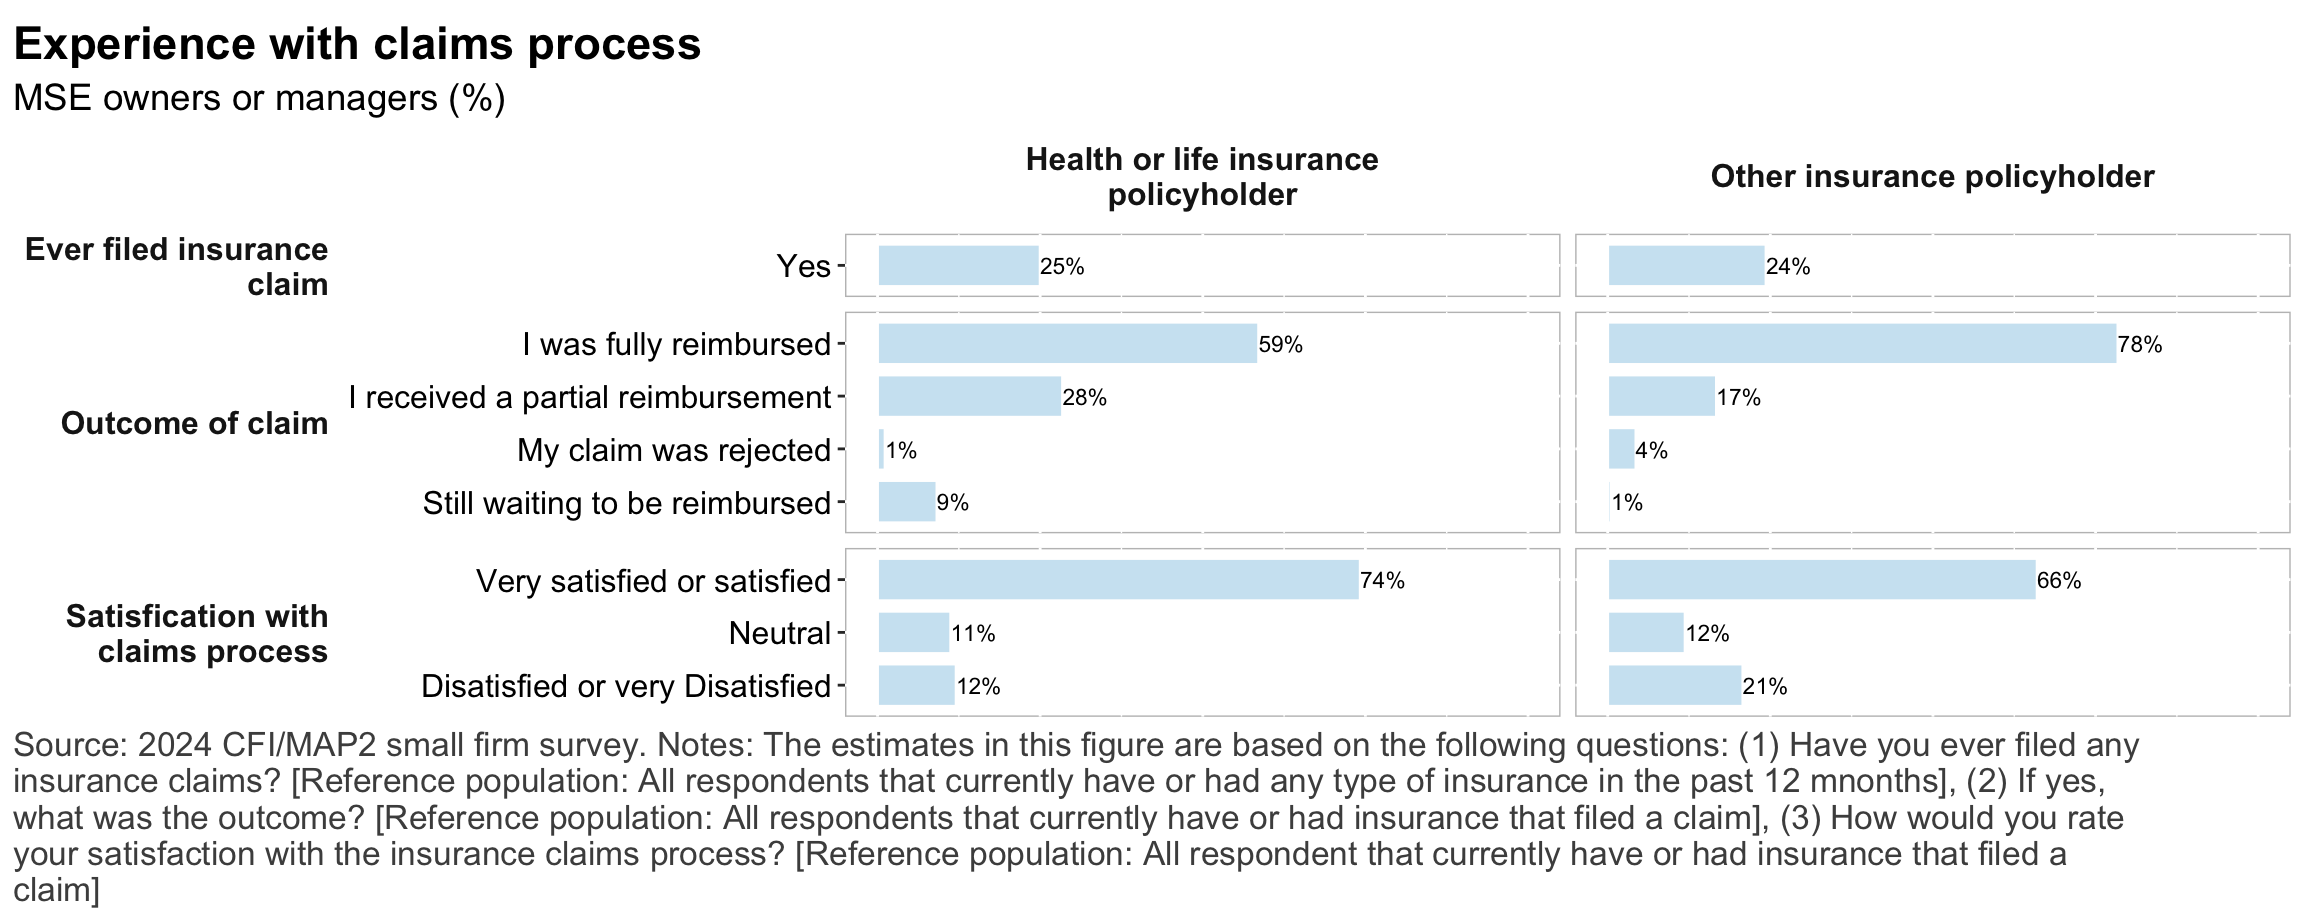 Experience with claims process
MSE owners or managers (%)
Health or life insurance
policyholder
Other insurance policyholder
Ever filed insurance
claim
Yes
25%
24%
Outcome of claim
I was fully reimbursed
59%
78%
I received a partial reimbursement
28%
17%
My claim was rejected
1%
4%
Still waiting to be reimbursed
9%
1%
Satisfication with
claims process
Very satisfied or satisfied
74%
66%
Neutral
11%
12%
Disatisfied or very Disatisfied
12%
21%
Source: 2024 CFI/MAP2 small firm survey. Notes: The estimates in this figure are based on the following questions: (1) Have you ever filed any
insurance claims? [Reference population: All respondents that currently have or had any type of insurance in the past 12 mnonths], (2) If yes,
what was the outcome? [Reference population: All respondents that currently have or had insurance that filed a claim], (3) How would you rate
your satisfaction with the insurance claims process? [Reference population: All respondent that currently have or had insurance that filed a
claim]